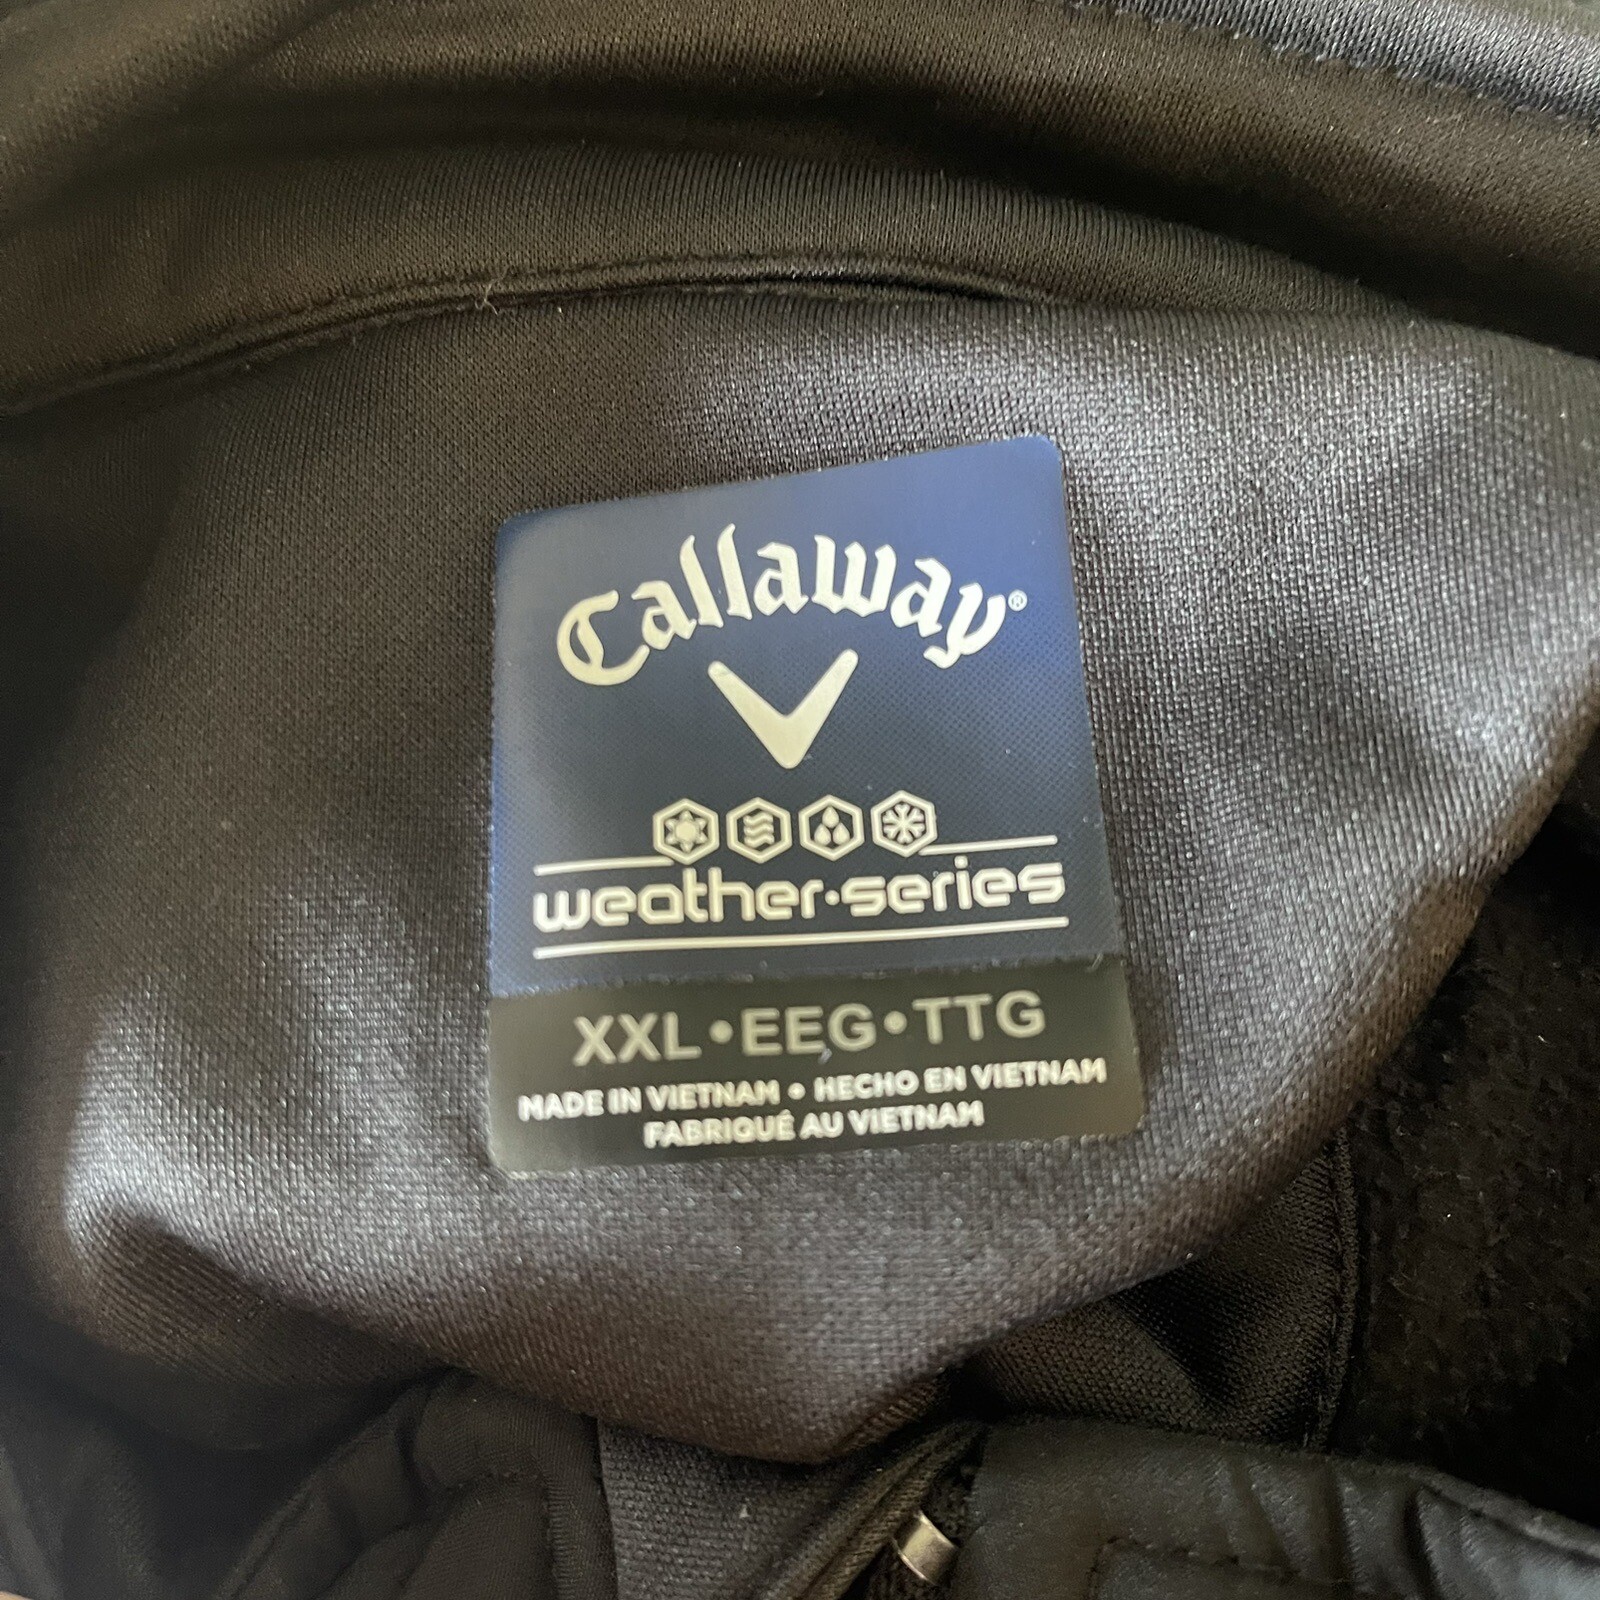 Callaway®
weather·series
XXL•EEG•TTG
MADE IN VIETNAM • HECHO EN VIETNAM
FABRIQUÉ AU VIETNAM